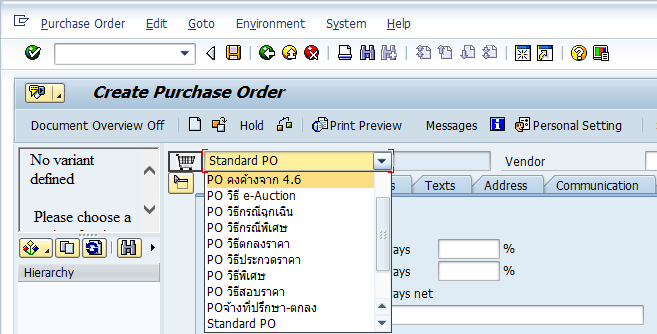 Purchase Order Edit Goto Environment System Help
Create Purchase Order
Document Overview Off Hold Print Preview Messages Personal Setting
No variant
defined
Please choose a
Standard PO Vendor
PO คงค้างจาก 4.6
Texts Address Communication
PO วิธี e-Auction
PO วิธีกรณีฉุกเฉิน
PO วิธีกรณีพิเศษ
PO วิธีตกลงราคา
ays %
PO วิธีประกวดราคา
ays %
PO วิธีพิเศษ
Hierarchy
PO วิธีสอบราคา
ays net
POจ้างที่ปรึกษา-ตกลง
Standard PO